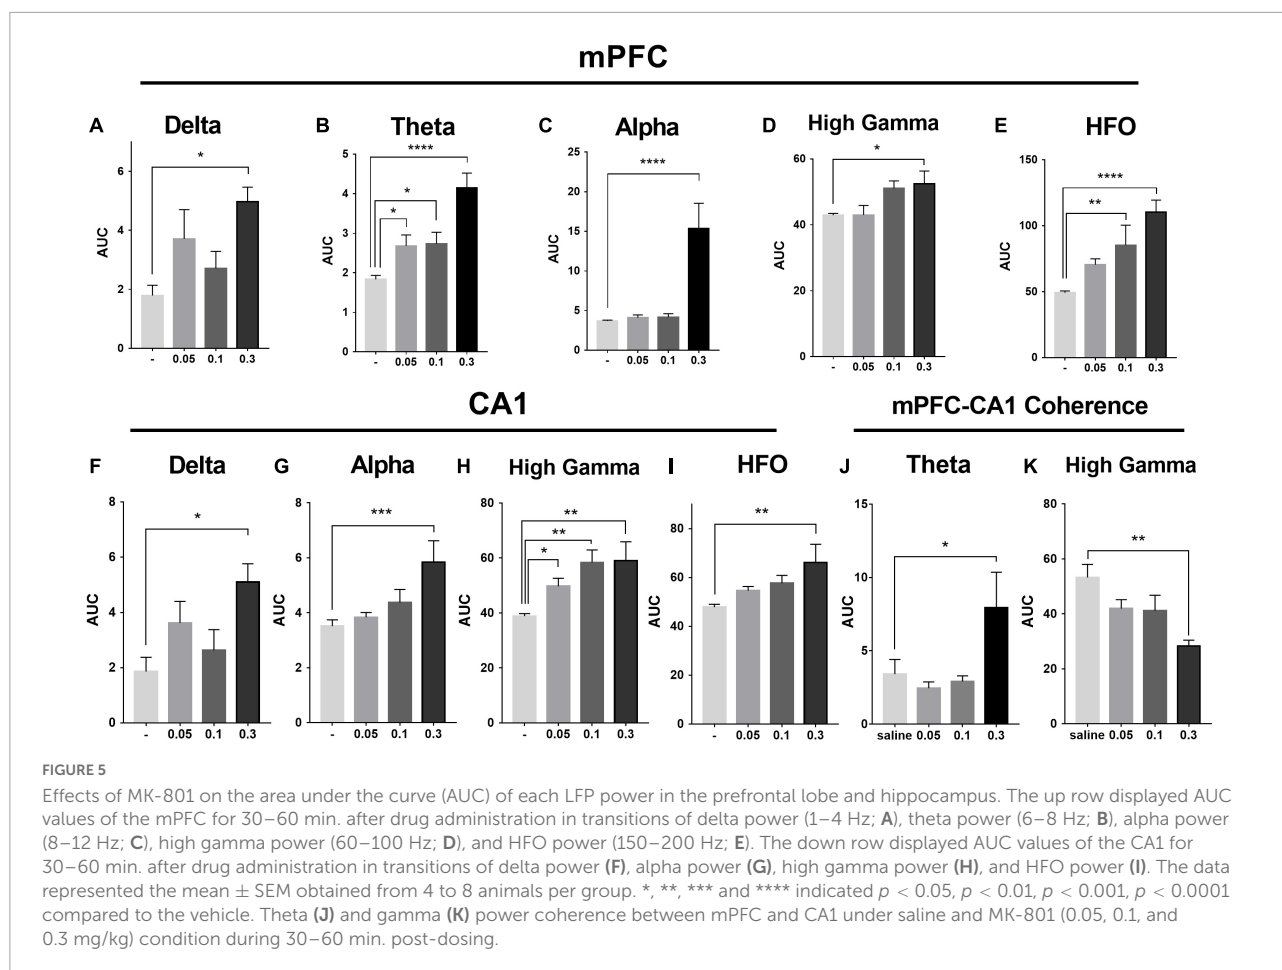 mPFC
A Delta
B Theta
C Alpha
D High Gamma
E HFO
AUC
6
4
2
0
*
- 0.05 0.1 0.3
AUC
5
4
3
2
1
0
****
*
*
- 0.05 0.1 0.3
AUC
25
20
15
10
5
0
****
- 0.05 0.1 0.3
AUC
60
40
20
0
*
- 0.05 0.1 0.3
AUC
150
100
50
0
****
**
- 0.05 0.1 0.3
CA1
mPFC-CA1 Coherence
F Delta
G Alpha
H High Gamma
I HFO
J Theta
K High Gamma
AUC
8
6
4
2
0
*
- 0.05 0.1 0.3
AUC
8
6
4
2
0
***
- 0.05 0.1 0.3
AUC
80
60
40
20
0
**
**
*
- 0.05 0.1 0.3
AUC
80
60
40
20
0
**
- 0.05 0.1 0.3
AUC
15
10
5
0
*
saline 0.05 0.1 0.3
AUC
80
60
40
20
0
**
saline 0.05 0.1 0.3
FIGURE 5
Effects of MK-801 on the area under the curve (AUC) of each LFP power in the prefrontal lobe and hippocampus. The up row displayed AUC
values of the mPFC for 30–60 min. after drug administration in transitions of delta power (1–4 Hz; A), theta power (6–8 Hz; B), alpha power
(8–12 Hz; C), high gamma power (60–100 Hz; D), and HFO power (150–200 Hz; E). The down row displayed AUC values of the CA1 for
30–60 min. after drug administration in transitions of delta power (F), alpha power (G), high gamma power (H), and HFO power (I). The data
represented the mean ± SEM obtained from 4 to 8 animals per group. *, **, *** and **** indicated p < 0.05, p < 0.01, p < 0.001, p < 0.0001
compared to the vehicle. Theta (J) and gamma (K) power coherence between mPFC and CA1 under saline and MK-801 (0.05, 0.1, and
0.3 mg/kg) condition during 30–60 min. post-dosing.